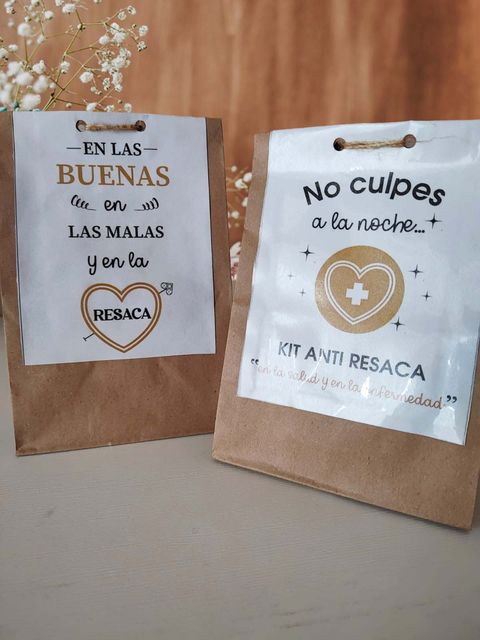 EN LAS
BUENAS
en
LAS MALAS
y en la
RESACA
No culpes
a la noche...
KIT ANTI RESACA
"en la salud y en la enfermedad"